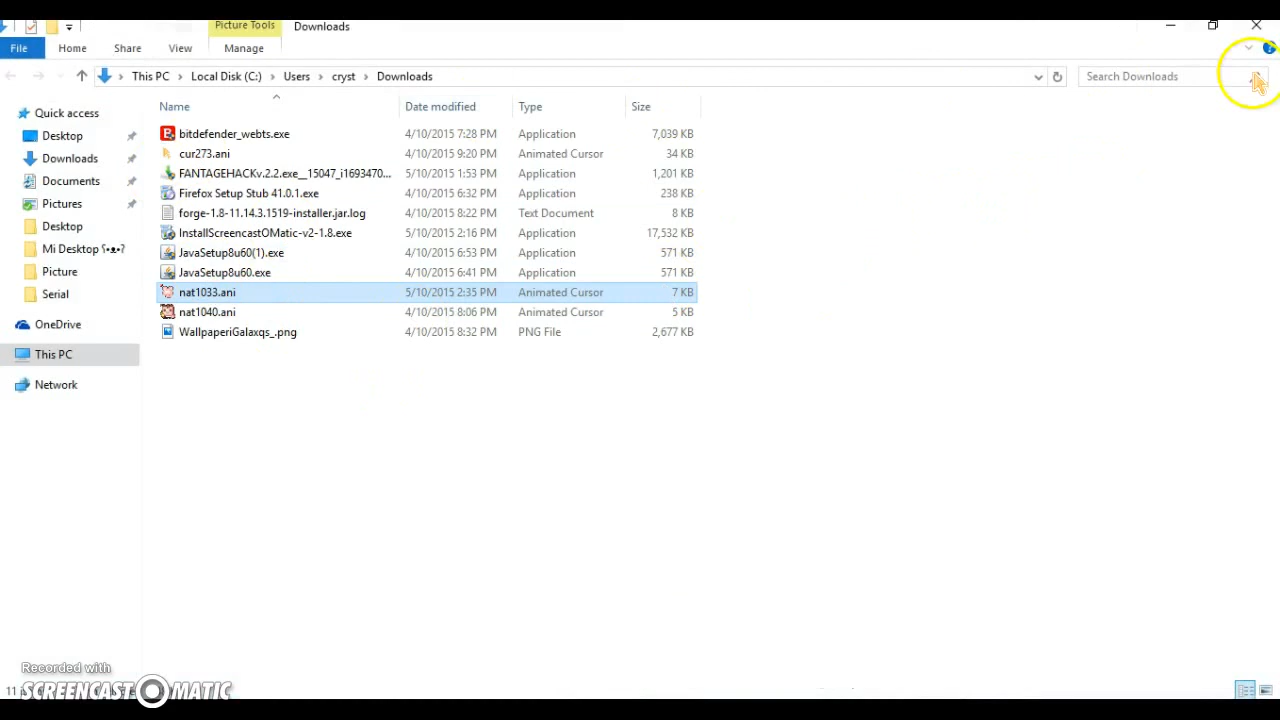 Picture Tools Downloads
File Home Share View Manage
This PC Local Disk (C:) Users cryst Downloads Search Downloads
Name Date modified Type Size
Quick access
Desktop
Downloads
Documents
Pictures
Desktop
Mi Desktop ʕ•ᴥ•ʔ
Picture
Serial
OneDrive
This PC
Network
bitdefender_webts.exe 4/10/2015 7:28 PM Application 7,039 KB
cur273.ani 4/10/2015 9:20 PM Animated Cursor 34 KB
FANTAGEHACKv.2.2.exe__15047_i1693470... 5/10/2015 1:53 PM Application 1,201 KB
Firefox Setup Stub 41.0.1.exe 4/10/2015 6:32 PM Application 238 KB
forge-1.8-11.14.3.1519-installer.jar.log 4/10/2015 8:22 PM Text Document 8 KB
InstallScreencastOMatic-v2-1.8.exe 5/10/2015 2:16 PM Application 17,532 KB
JavaSetup8u60(1).exe 4/10/2015 6:53 PM Application 571 KB
JavaSetup8u60.exe 4/10/2015 6:41 PM Application 571 KB
nat1033.ani 5/10/2015 2:35 PM Animated Cursor 7 KB
nat1040.ani 4/10/2015 8:06 PM Animated Cursor 5 KB
WallpaperiGalaxqs_.png 4/10/2015 8:32 PM PNG File 2,677 KB
Recorded with
SCREENCAST-O-MATIC